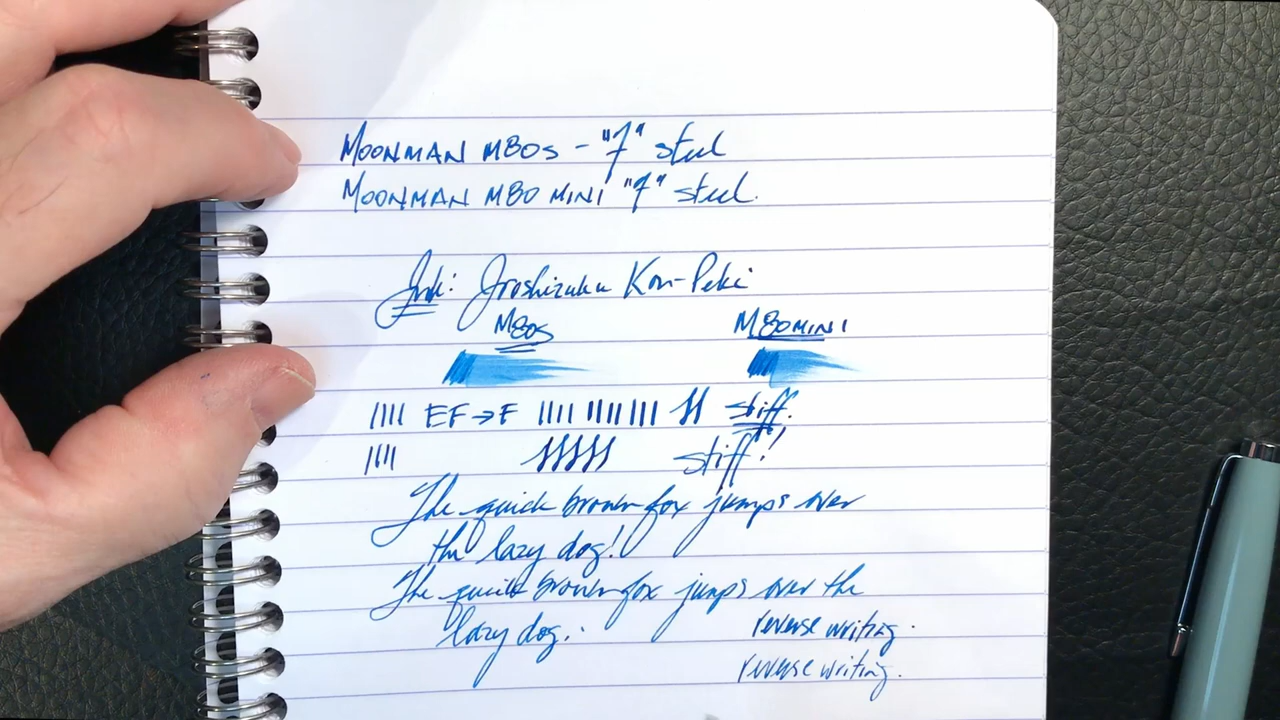 MOONMAN M80S - "f" steel
MOONMAN M80 MINI "f" steel.
Ink: Iroshizuku Kon-Peki
M80S M80MINI
EF → F stiff.
stiff!
The quick brown fox jumps over
the lazy dog!
The quick brown fox jumps over the
lazy dog.
reverse writing.
reverse writing.